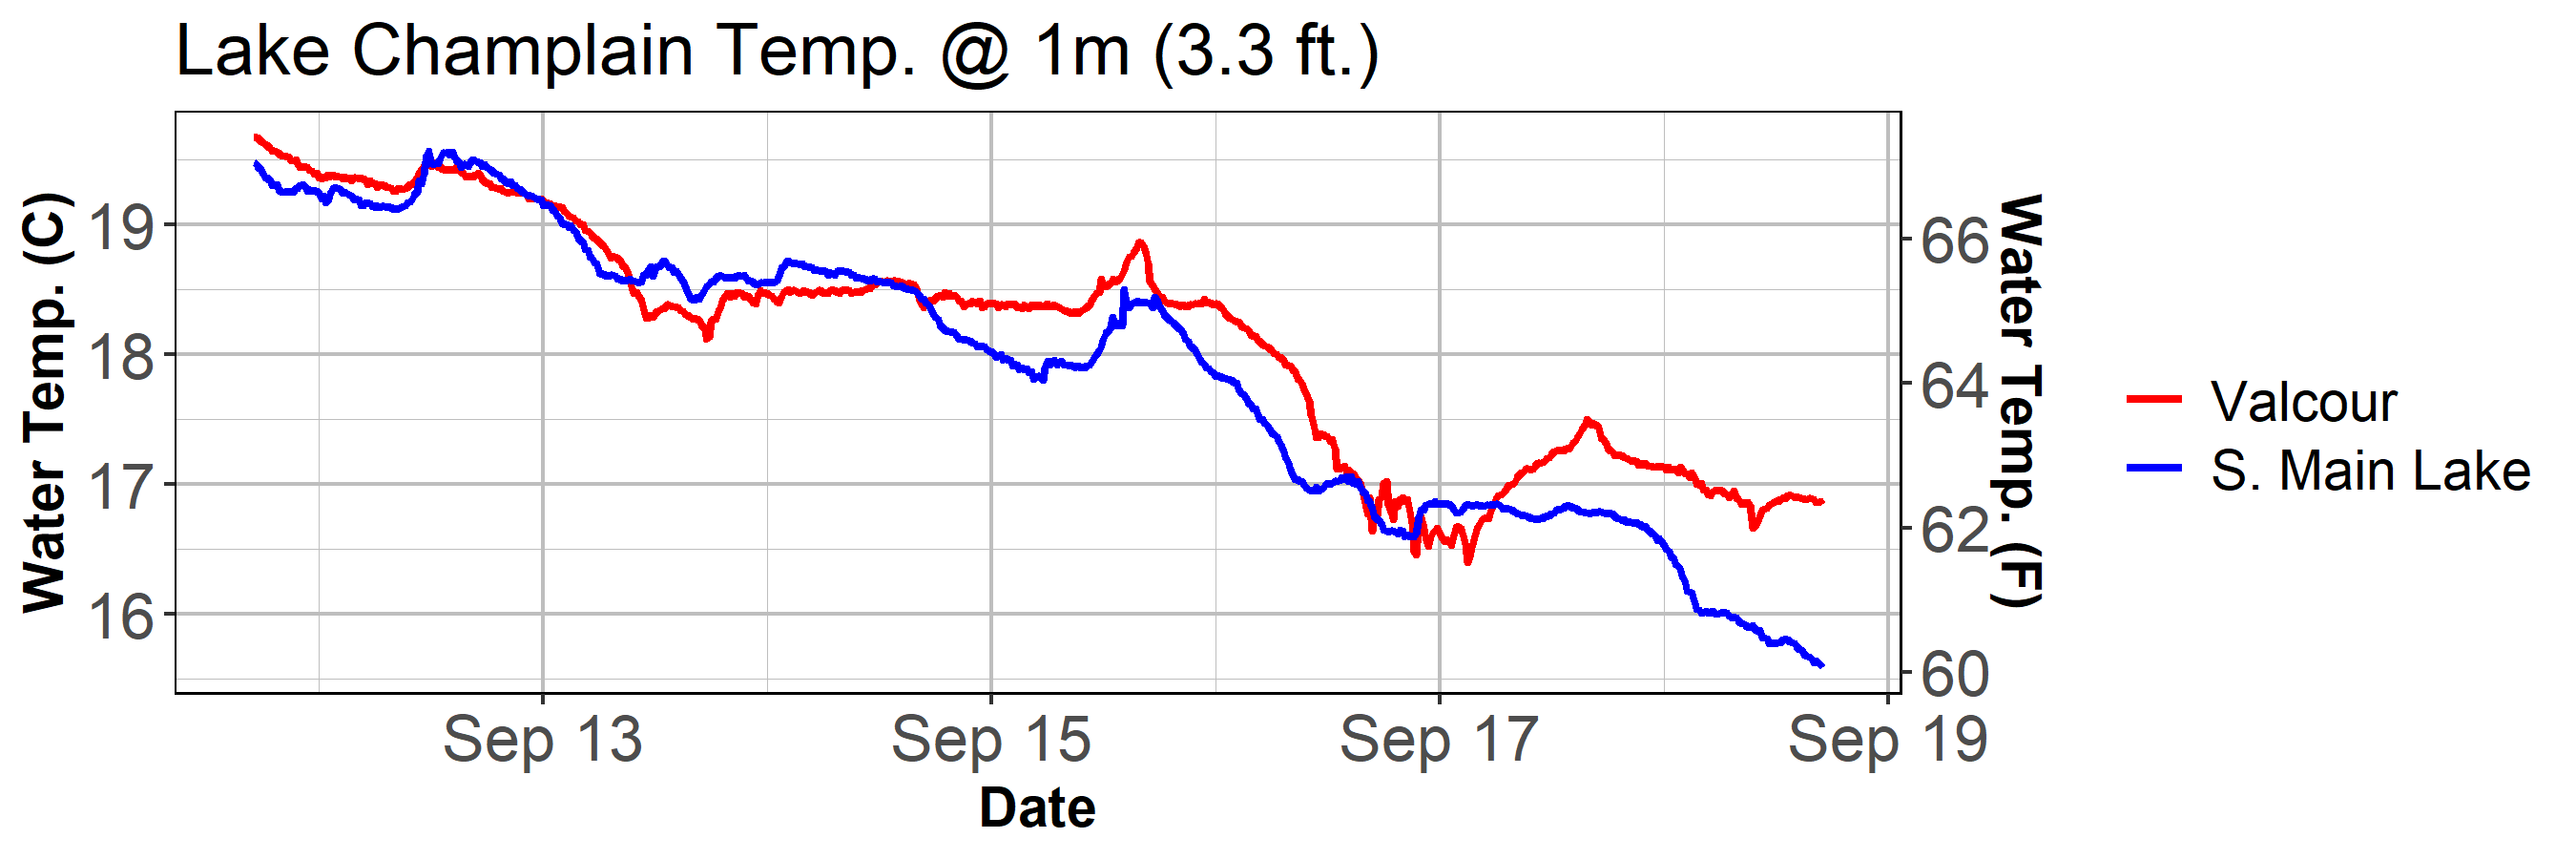 Lake Champlain Temp. @ 1m (3.3 ft.)
Water Temp. (C)
19
18
17
16
66
64
62
60
Water Temp. (F)
Sep 13
Sep 15
Sep 17
Sep 19
Date
Valcour
S. Main Lake